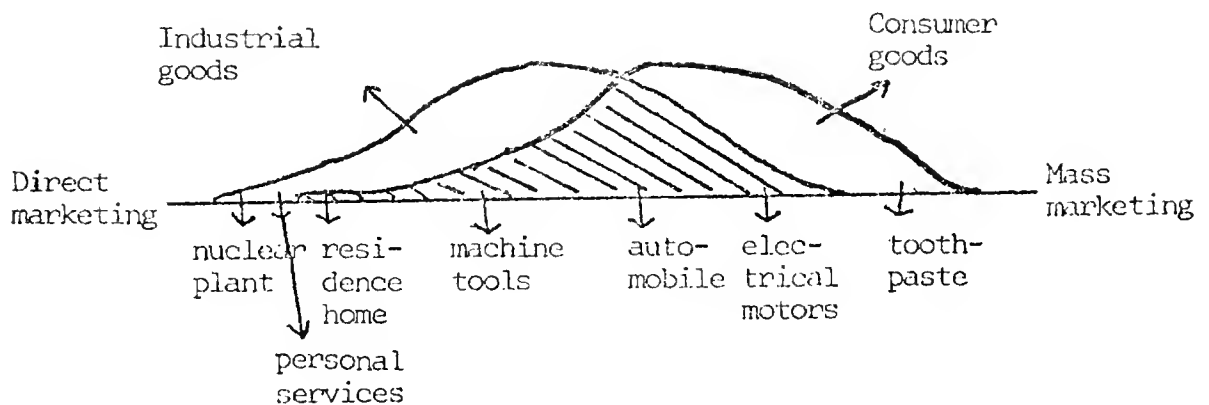 Industrial
goods
Consumer
goods
Direct
marketing
Mass
marketing
nuclear
plant
resi-
dence
home
machine
tools
auto-
mobile
elec-
trical
motors
tooth-
paste
personal
services